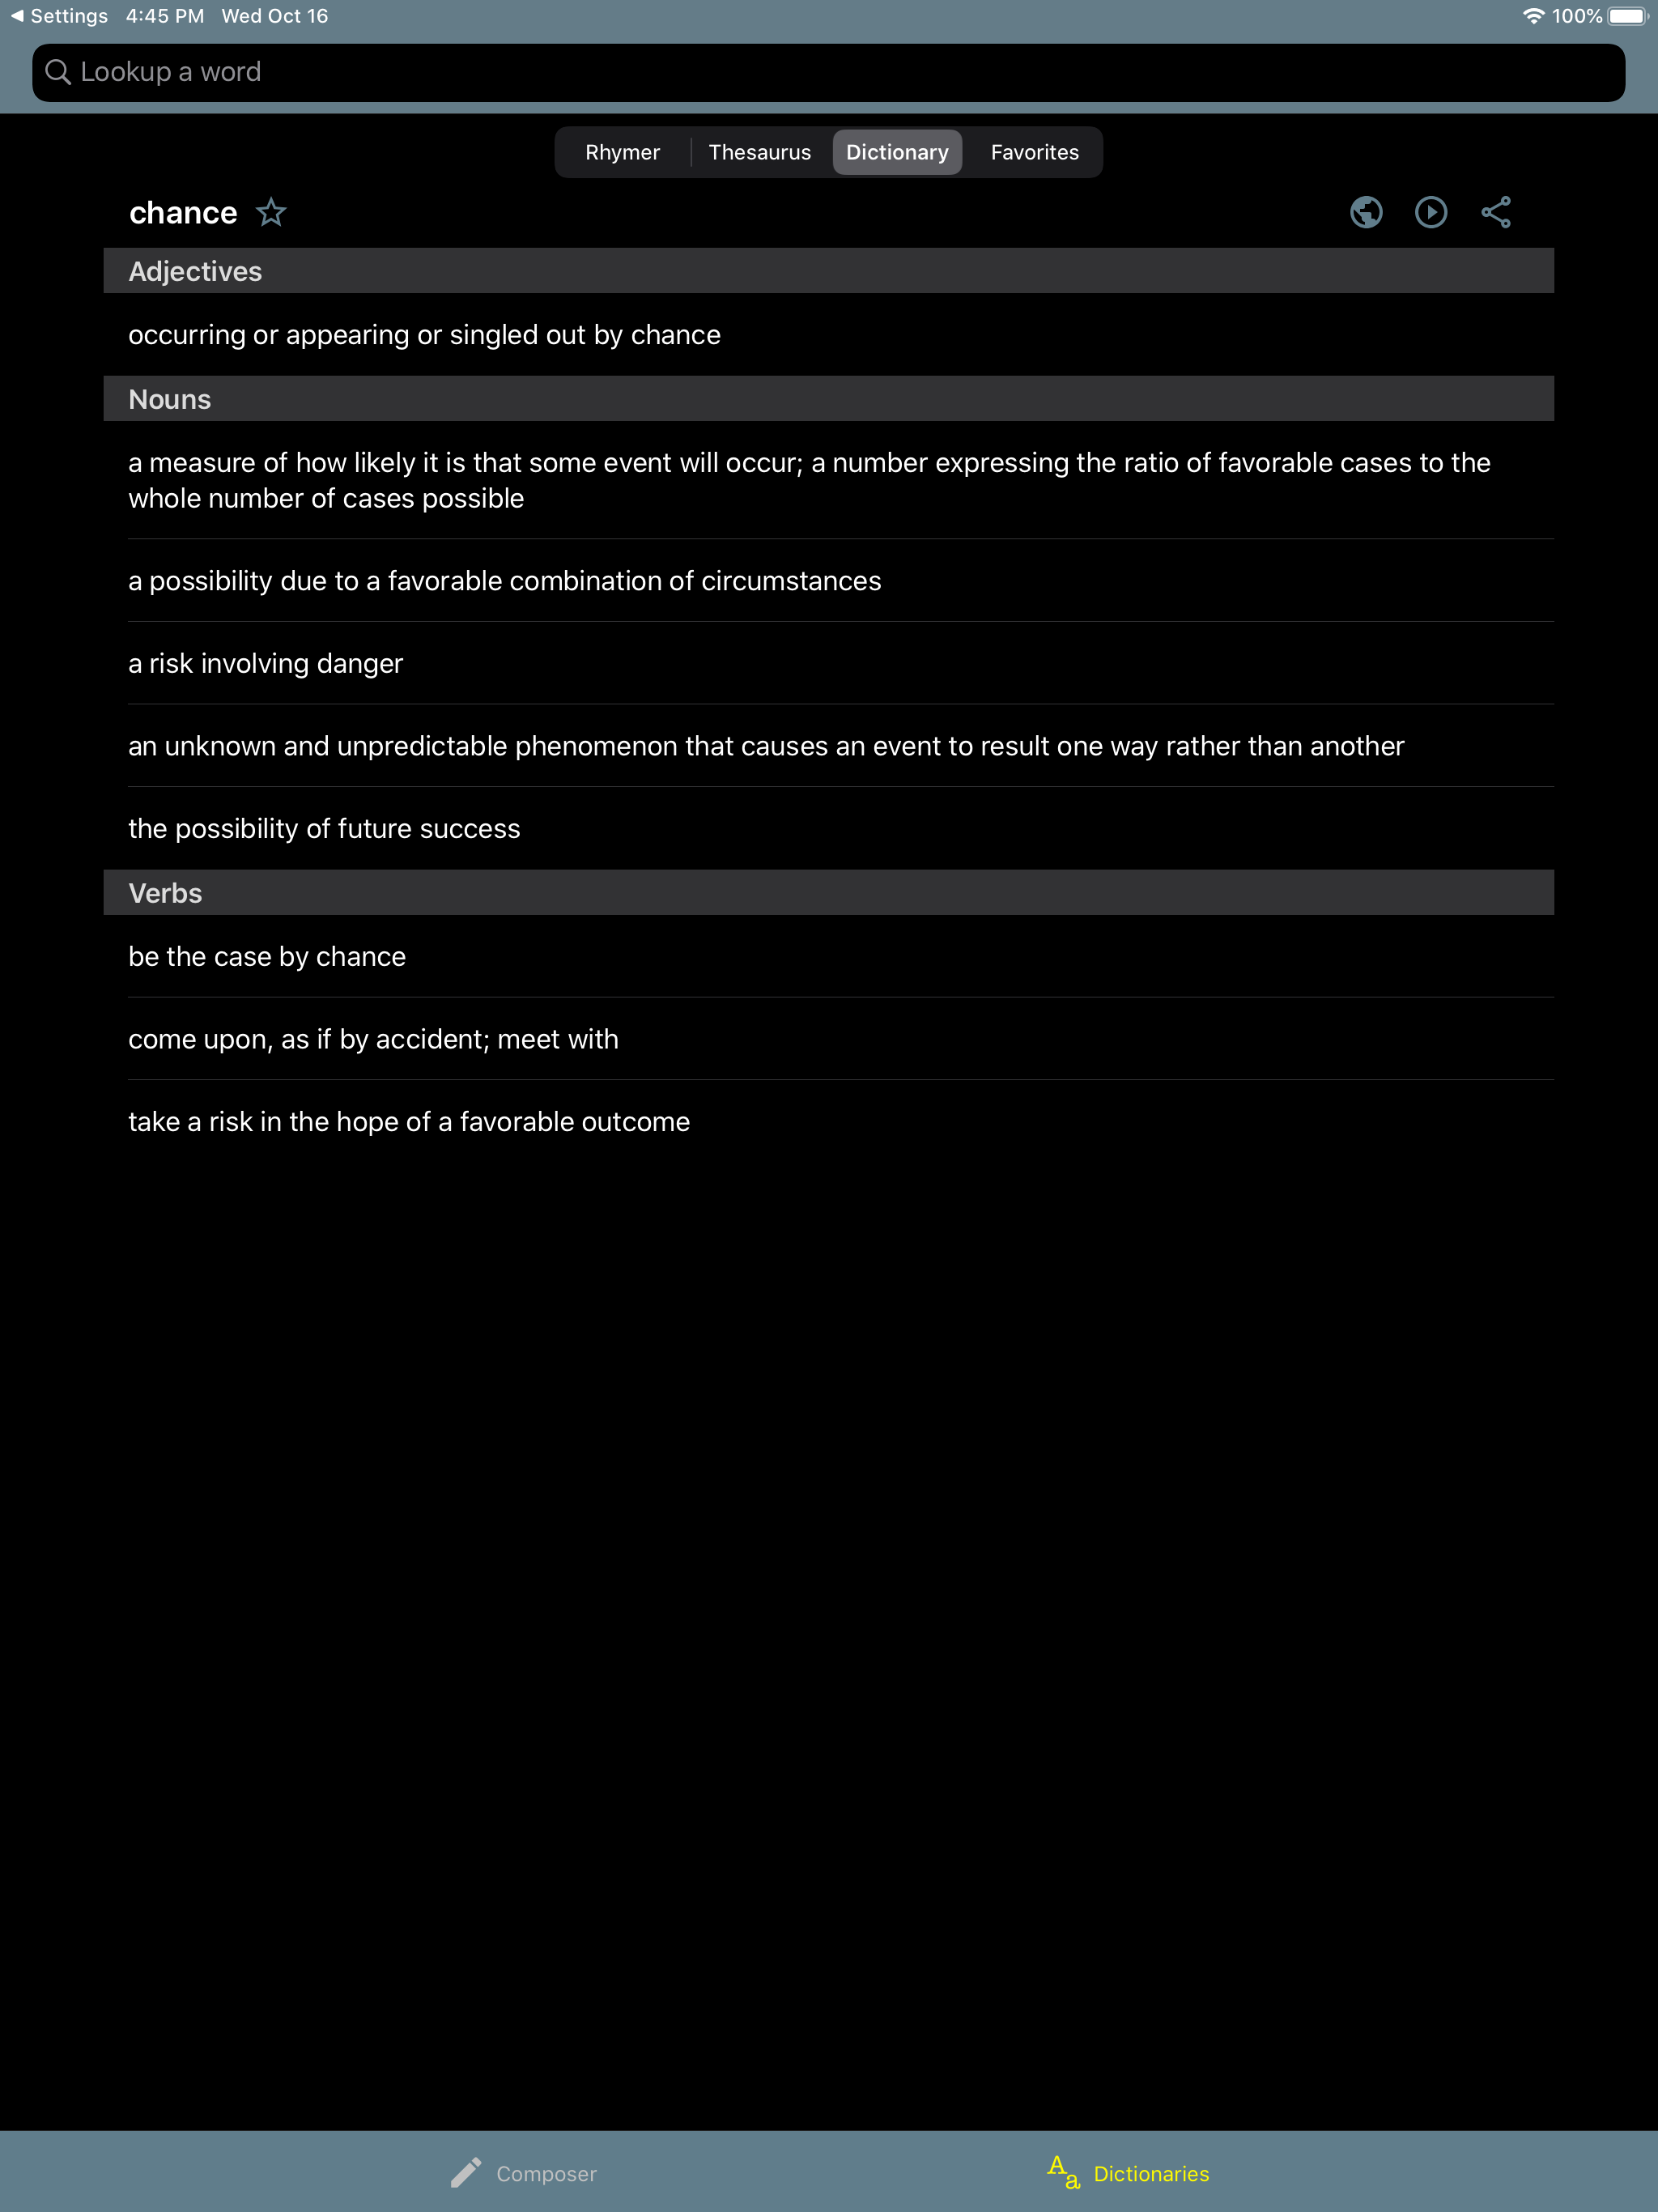 Settings 4:45 PM Wed Oct 16 100%
Lookup a word
Rhymer Thesaurus Dictionary Favorites
chance
Adjectives
occurring or appearing or singled out by chance
Nouns
a measure of how likely it is that some event will occur; a number expressing the ratio of favorable cases to the
whole number of cases possible
a possibility due to a favorable combination of circumstances
a risk involving danger
an unknown and unpredictable phenomenon that causes an event to result one way rather than another
the possibility of future success
Verbs
be the case by chance
come upon, as if by accident; meet with
take a risk in the hope of a favorable outcome
Composer Aa Dictionaries